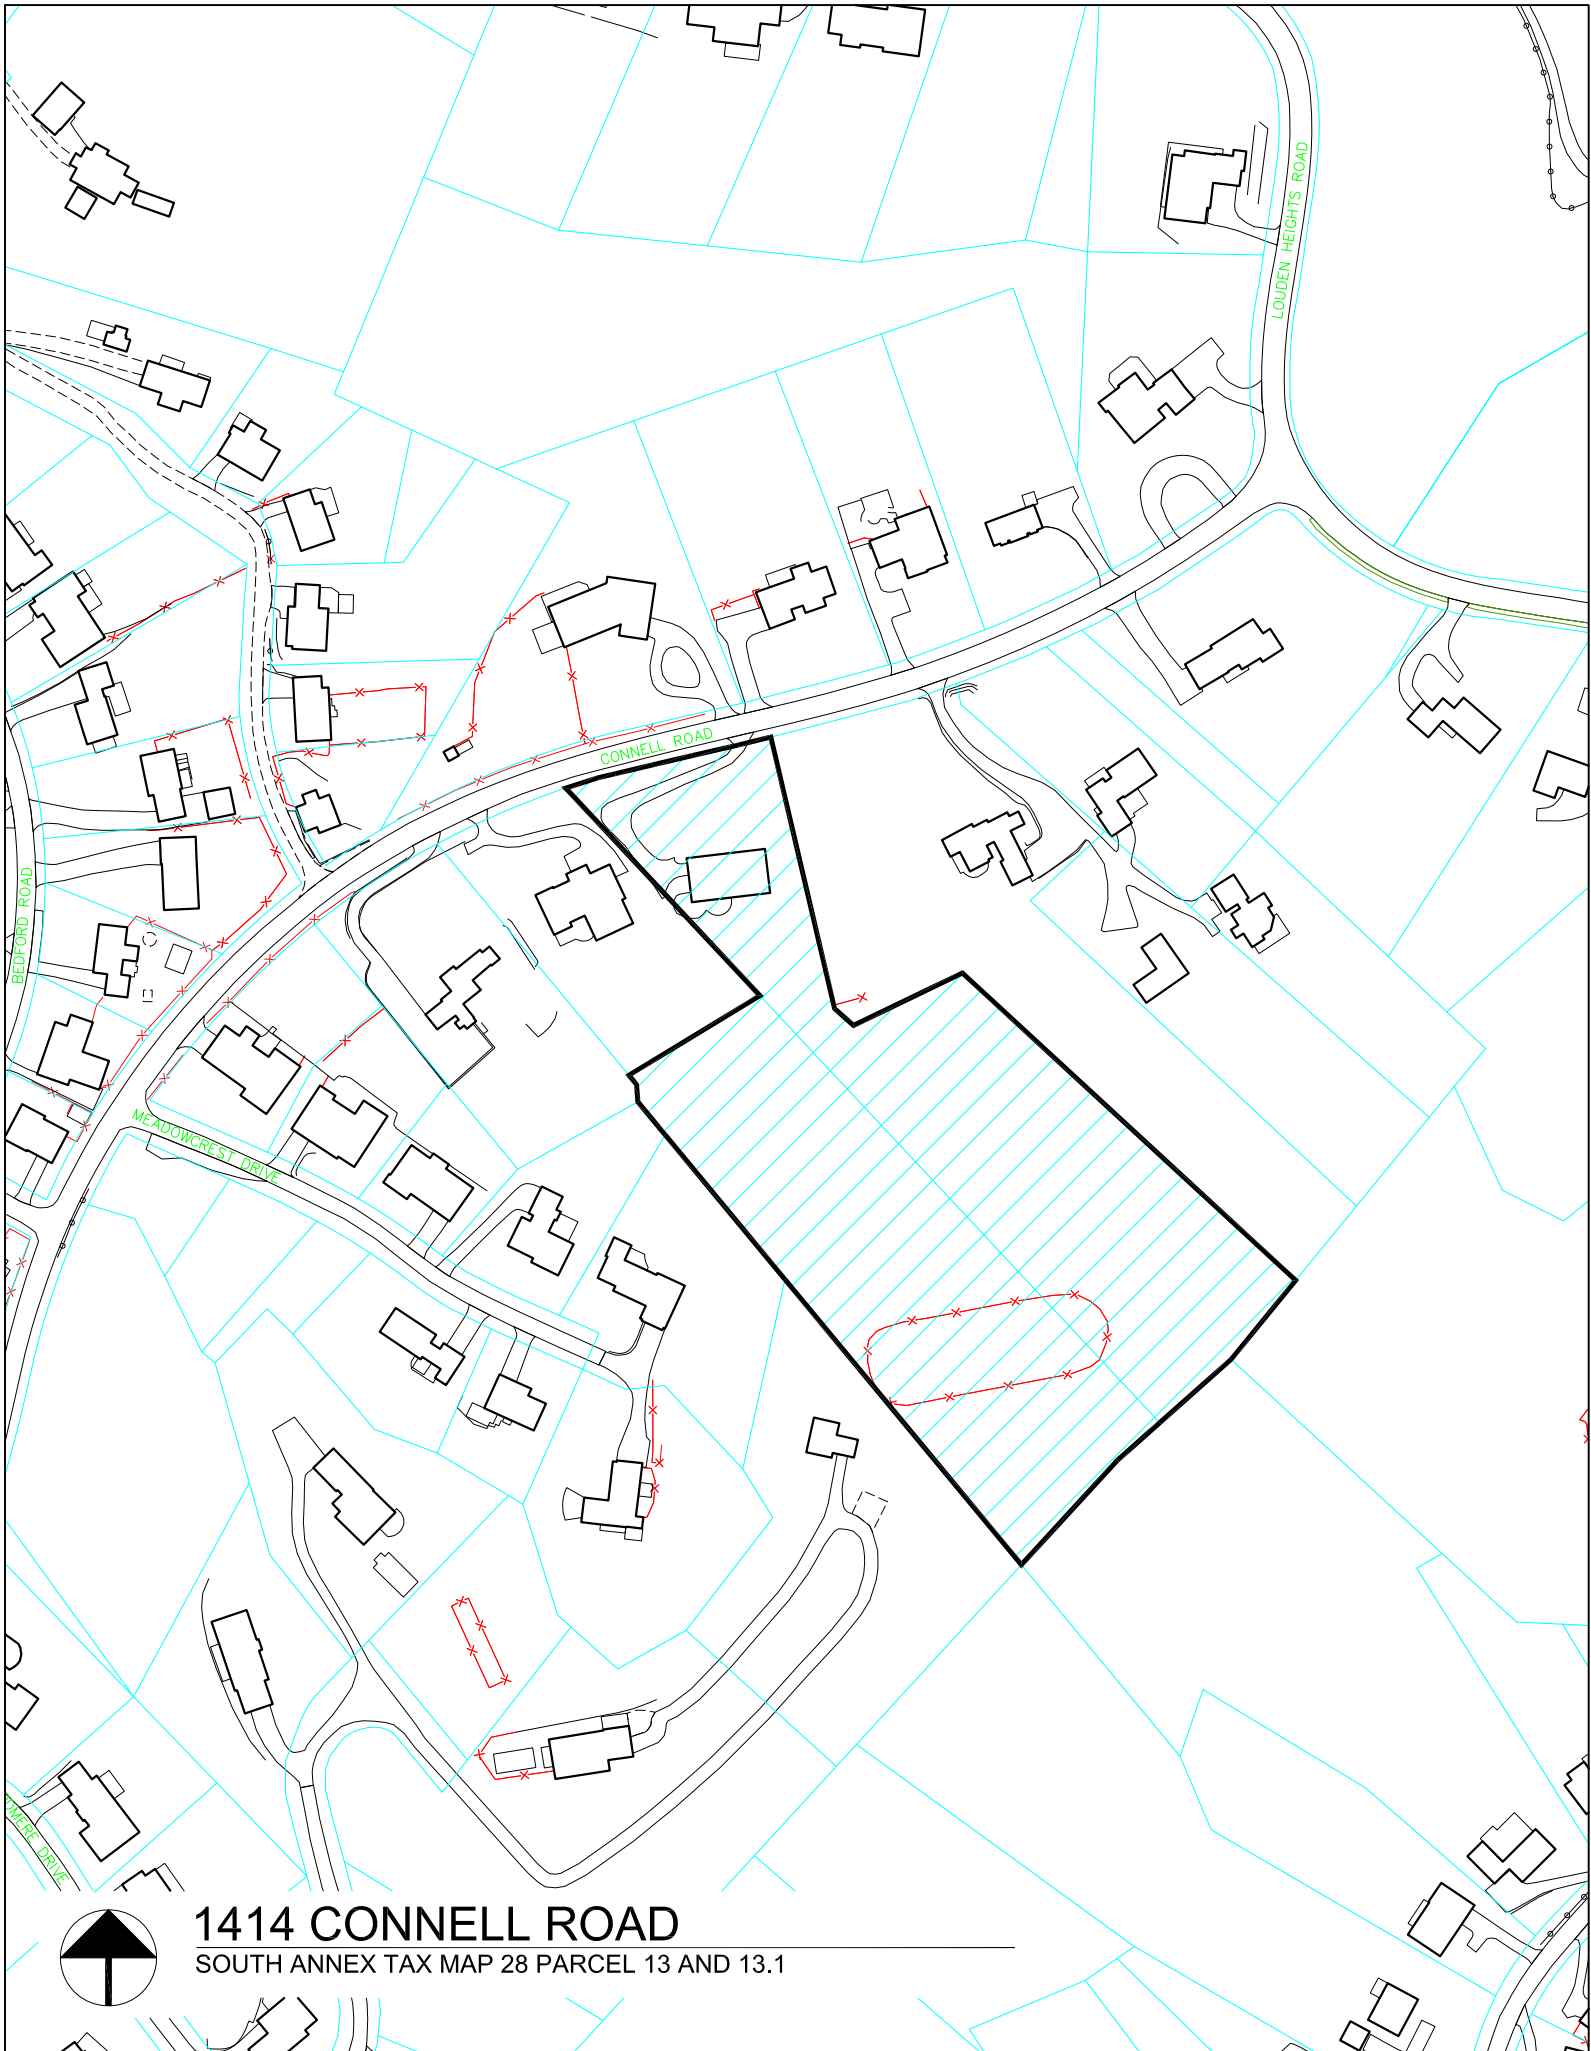 LOUDEN HEIGHTS ROAD
CONNELL ROAD
BEDFORD ROAD
MEADOWCREST DRIVE
DRIVE
1414 CONNELL ROAD
SOUTH ANNEX TAX MAP 28 PARCEL 13 AND 13.1